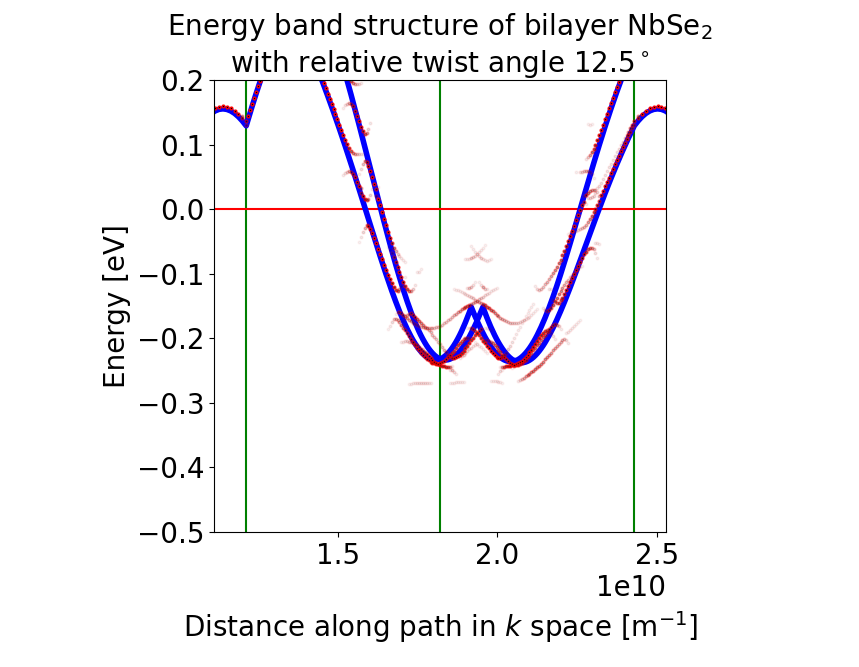 Energy band structure of bilayer NbSe₂
with relative twist angle 12.5°
0.2
0.1
0.0
−0.1
−0.2
−0.3
−0.4
−0.5
Energy [eV]
1.5 2.0 2.5
1e10
Distance along path in k space [m⁻¹]